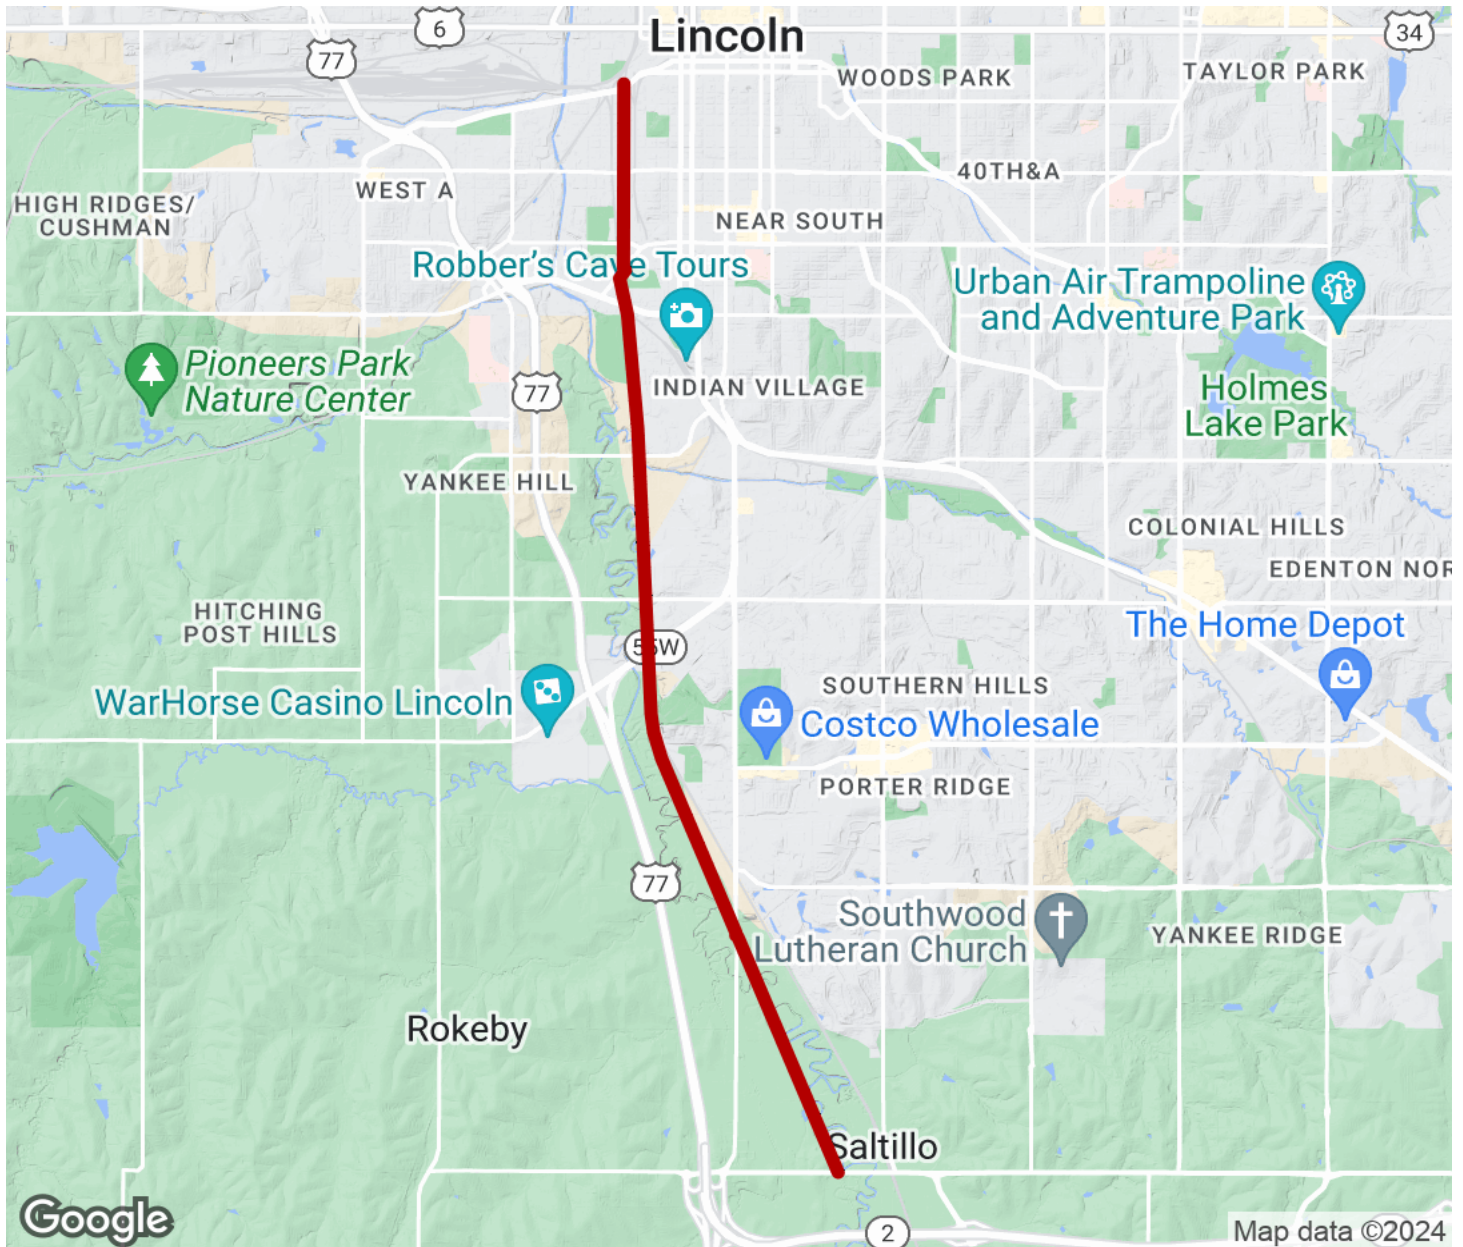 6
Lincoln
34
77
WOODS PARK
TAYLOR PARK
40TH&A
WEST A
HIGH RIDGES/
CUSHMAN
NEAR SOUTH
Robber's Cave Tours
Urban Air Trampoline
and Adventure Park
Pioneers Park
Nature Center
77
INDIAN VILLAGE
Holmes
Lake Park
YANKEE HILL
COLONIAL HILLS
EDENTON NOR
HITCHING
POST HILLS
The Home Depot
55W
SOUTHERN HILLS
WarHorse Casino Lincoln
Costco Wholesale
PORTER RIDGE
77
Southwood
Lutheran Church
YANKEE RIDGE
Rokeby
Saltillo
Google
2
Map data ©2024